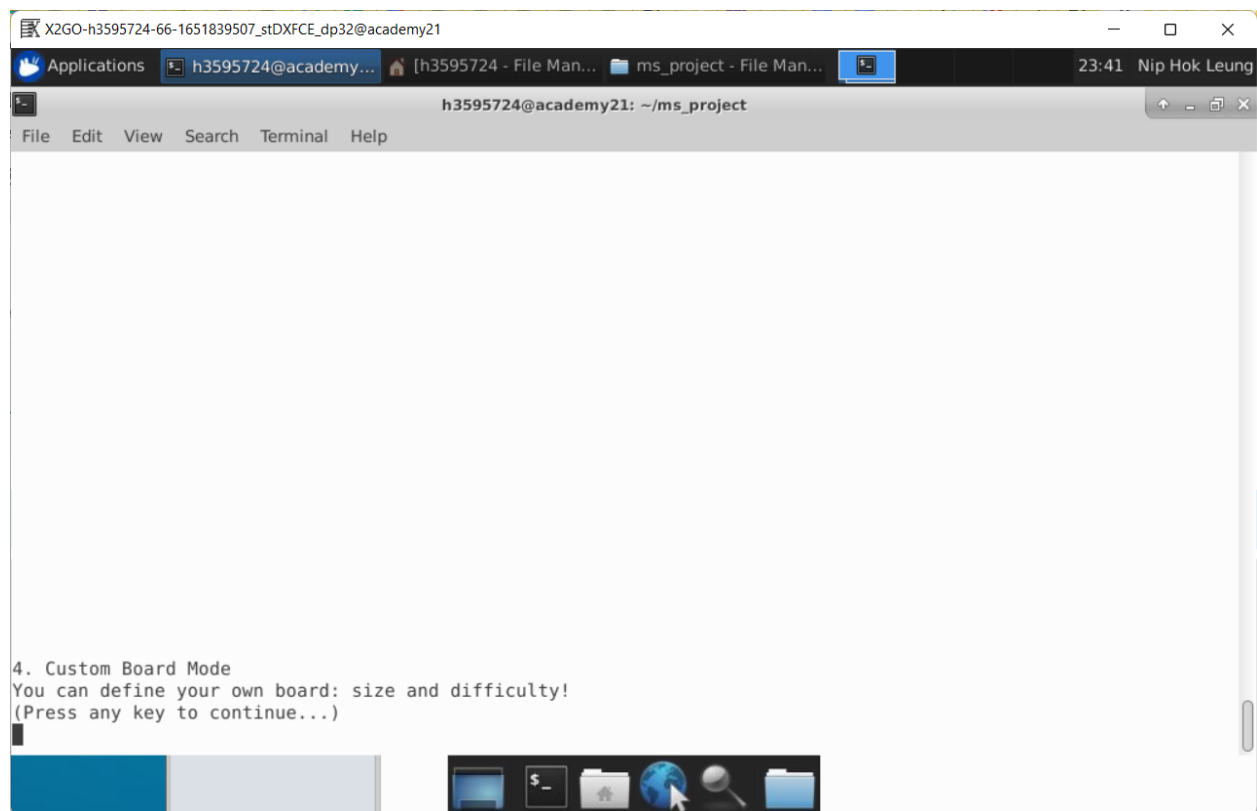 X2GO-h3595724-66-1651839507_stDXFCE_dp32@academy21
Applications h3595724@academy... [h3595724 - File Man... ms_project - File Man... 23:41 Nip Hok Leung
h3595724@academy21: ~/ms_project
File Edit View Search Terminal Help
4. Custom Board Mode
You can define your own board: size and difficulty!
(Press any key to continue...)